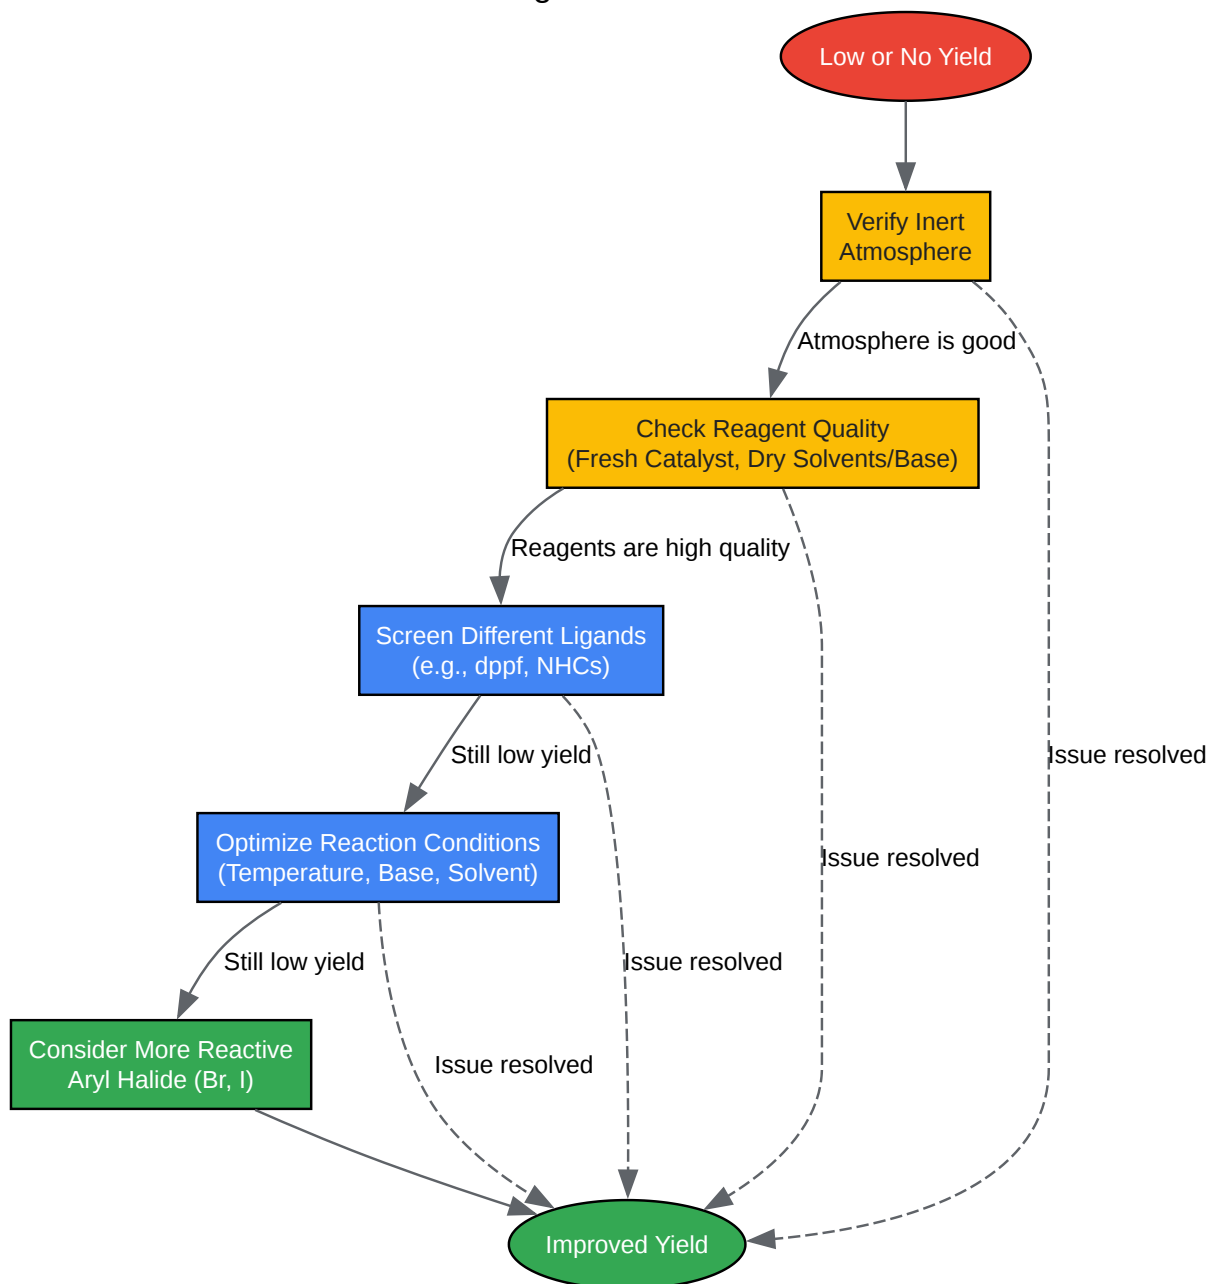 Low or No Yield
Verify Inert
Atmosphere
Atmosphere is good
Check Reagent Quality
(Fresh Catalyst, Dry Solvents/Base)
Reagents are high quality
Screen Different Ligands
(e.g., dppf, NHCs)
Still low yield
Issue resolved
Optimize Reaction Conditions
(Temperature, Base, Solvent)
Issue resolved
Still low yield
Issue resolved
Consider More Reactive
Aryl Halide (Br, I)
Issue resolved
Improved Yield